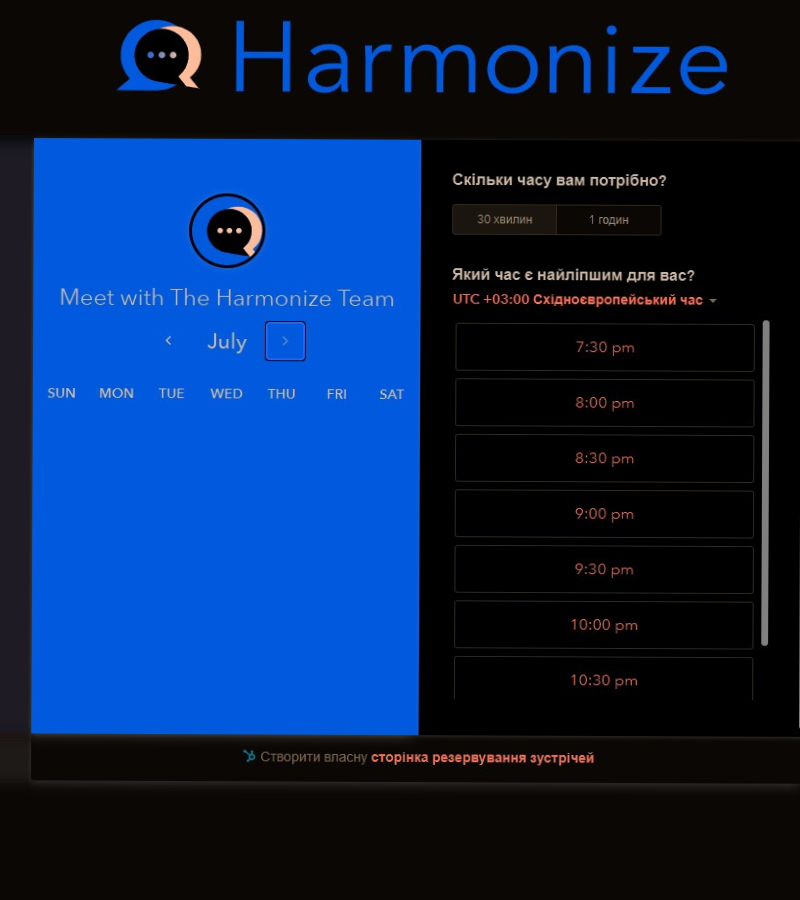 Harmonize
Meet with The Harmonize Team
July
SUN MON TUE WED THU FRI SAT
Скільки часу вам потрібно?
30 хвилин 1 годин
Який час є найліпшим для вас?
UTC +03:00 Східноєвропейський час
7:30 pm
8:00 pm
8:30 pm
9:00 pm
9:30 pm
10:00 pm
10:30 pm
Створити власну сторінка резервування зустрічей